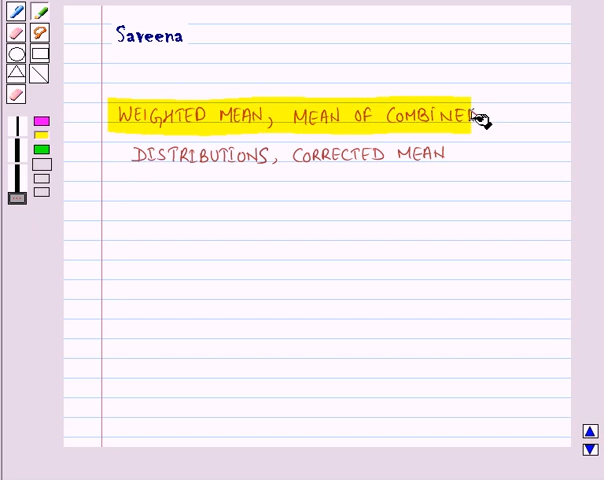 Saveena
WEIGHTED MEAN, MEAN OF COMBINED
DISTRIBUTIONS, CORRECTED MEAN